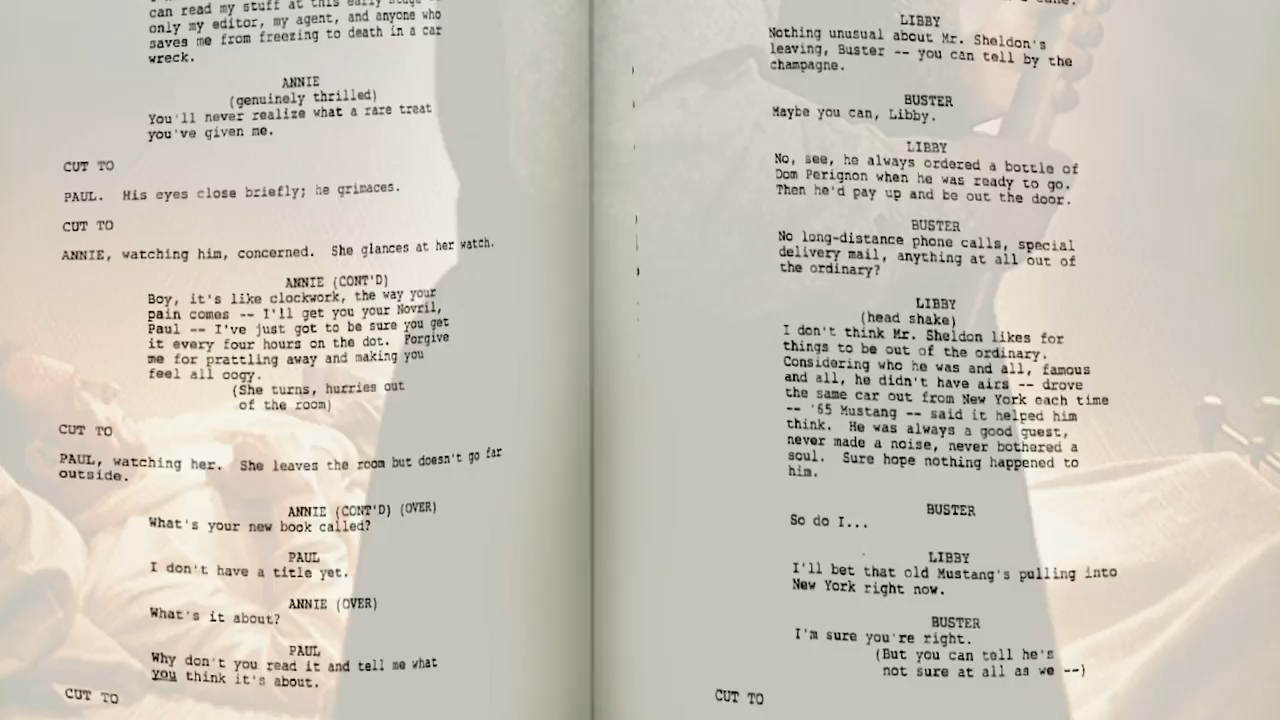 can read my stuff at this early stage is
only my editor, my agent, and anyone who
saves me from freezing to death in a car
wreck.
ANNIE
(genuinely thrilled)
You'll never realize what a rare treat
you've given me.
CUT TO
PAUL. His eyes close briefly; he grimaces.
CUT TO
ANNIE, watching him, concerned. She glances at her watch.
ANNIE (CONT'D)
Boy, it's like clockwork, the way your
pain comes -- I'll get you your Novril,
Paul -- I've just got to be sure you get
it every four hours on the dot. Forgive
me for prattling away and making you
feel all oogy.
(She turns, hurries out
of the room)
CUT TO
PAUL, watching her. She leaves the room but doesn't go far
outside.
ANNIE (CONT'D) (OVER)
What's your new book called?
PAUL
I don't have a title yet.
ANNIE (OVER)
What's it about?
PAUL
Why don't you read it and tell me what
you think it's about.
CUT TO
LIBBY
Nothing unusual about Mr. Sheldon's
leaving, Buster -- you can tell by the
champagne.
BUSTER
Maybe you can, Libby.
LIBBY
No, see, he always ordered a bottle of
Dom Perignon when he was ready to go.
Then he'd pay up and be out the door.
BUSTER
No long-distance phone calls, special
delivery mail, anything at all out of
the ordinary?
LIBBY
(head shake)
I don't think Mr. Sheldon likes for
things to be out of the ordinary.
Considering who he was and all, famous
and all, he didn't have airs -- drove
the same car out from New York each time
-- '65 Mustang -- said it helped him
think. He was always a good guest,
never made a noise, never bothered a
soul. Sure hope nothing happened to
him.
BUSTER
So do I...
LIBBY
I'll bet that old Mustang's pulling into
New York right now.
BUSTER
I'm sure you're right.
(But you can tell he's
not sure at all as we --)
CUT TO